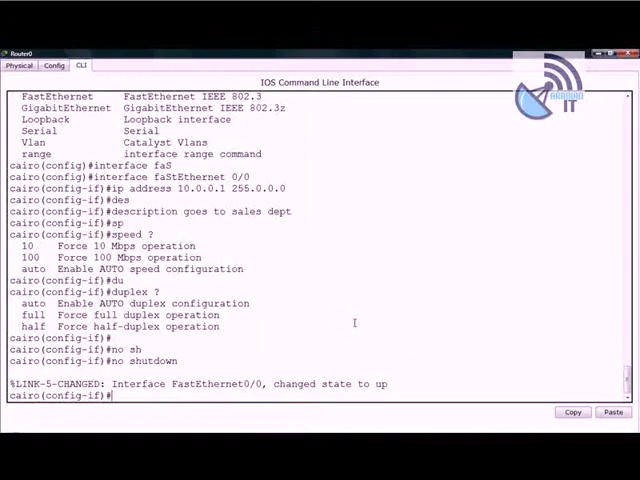 Router0
Physical Config CLI
IOS Command Line Interface
FastEthernet FastEthernet IEEE 802.3
GigabitEthernet GigabitEthernet IEEE 802.3z
Loopback Loopback interface
Serial Serial
Vlan Catalyst Vlans
range interface range command
cairo(config)#interface faS
cairo(config)#interface faStEthernet 0/0
cairo(config-if)#ip address 10.0.0.1 255.0.0.0
cairo(config-if)#des
cairo(config-if)#description goes to sales dept
cairo(config-if)#sp
cairo(config-if)#speed ?
10 Force 10 Mbps operation
100 Force 100 Mbps operation
auto Enable AUTO speed configuration
cairo(config-if)#du
cairo(config-if)#duplex ?
auto Enable AUTO duplex configuration
full Force full duplex operation
half Force half-duplex operation
cairo(config-if)#
cairo(config-if)#no sh
cairo(config-if)#no shutdown
%LINK-5-CHANGED: Interface FastEthernet0/0, changed state to up
cairo(config-if)#
Copy Paste
IT